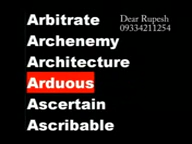 Arbitrate
Dear Rupesh
09334211254
Archenemy
Architecture
Arduous
Ascertain
Ascribable